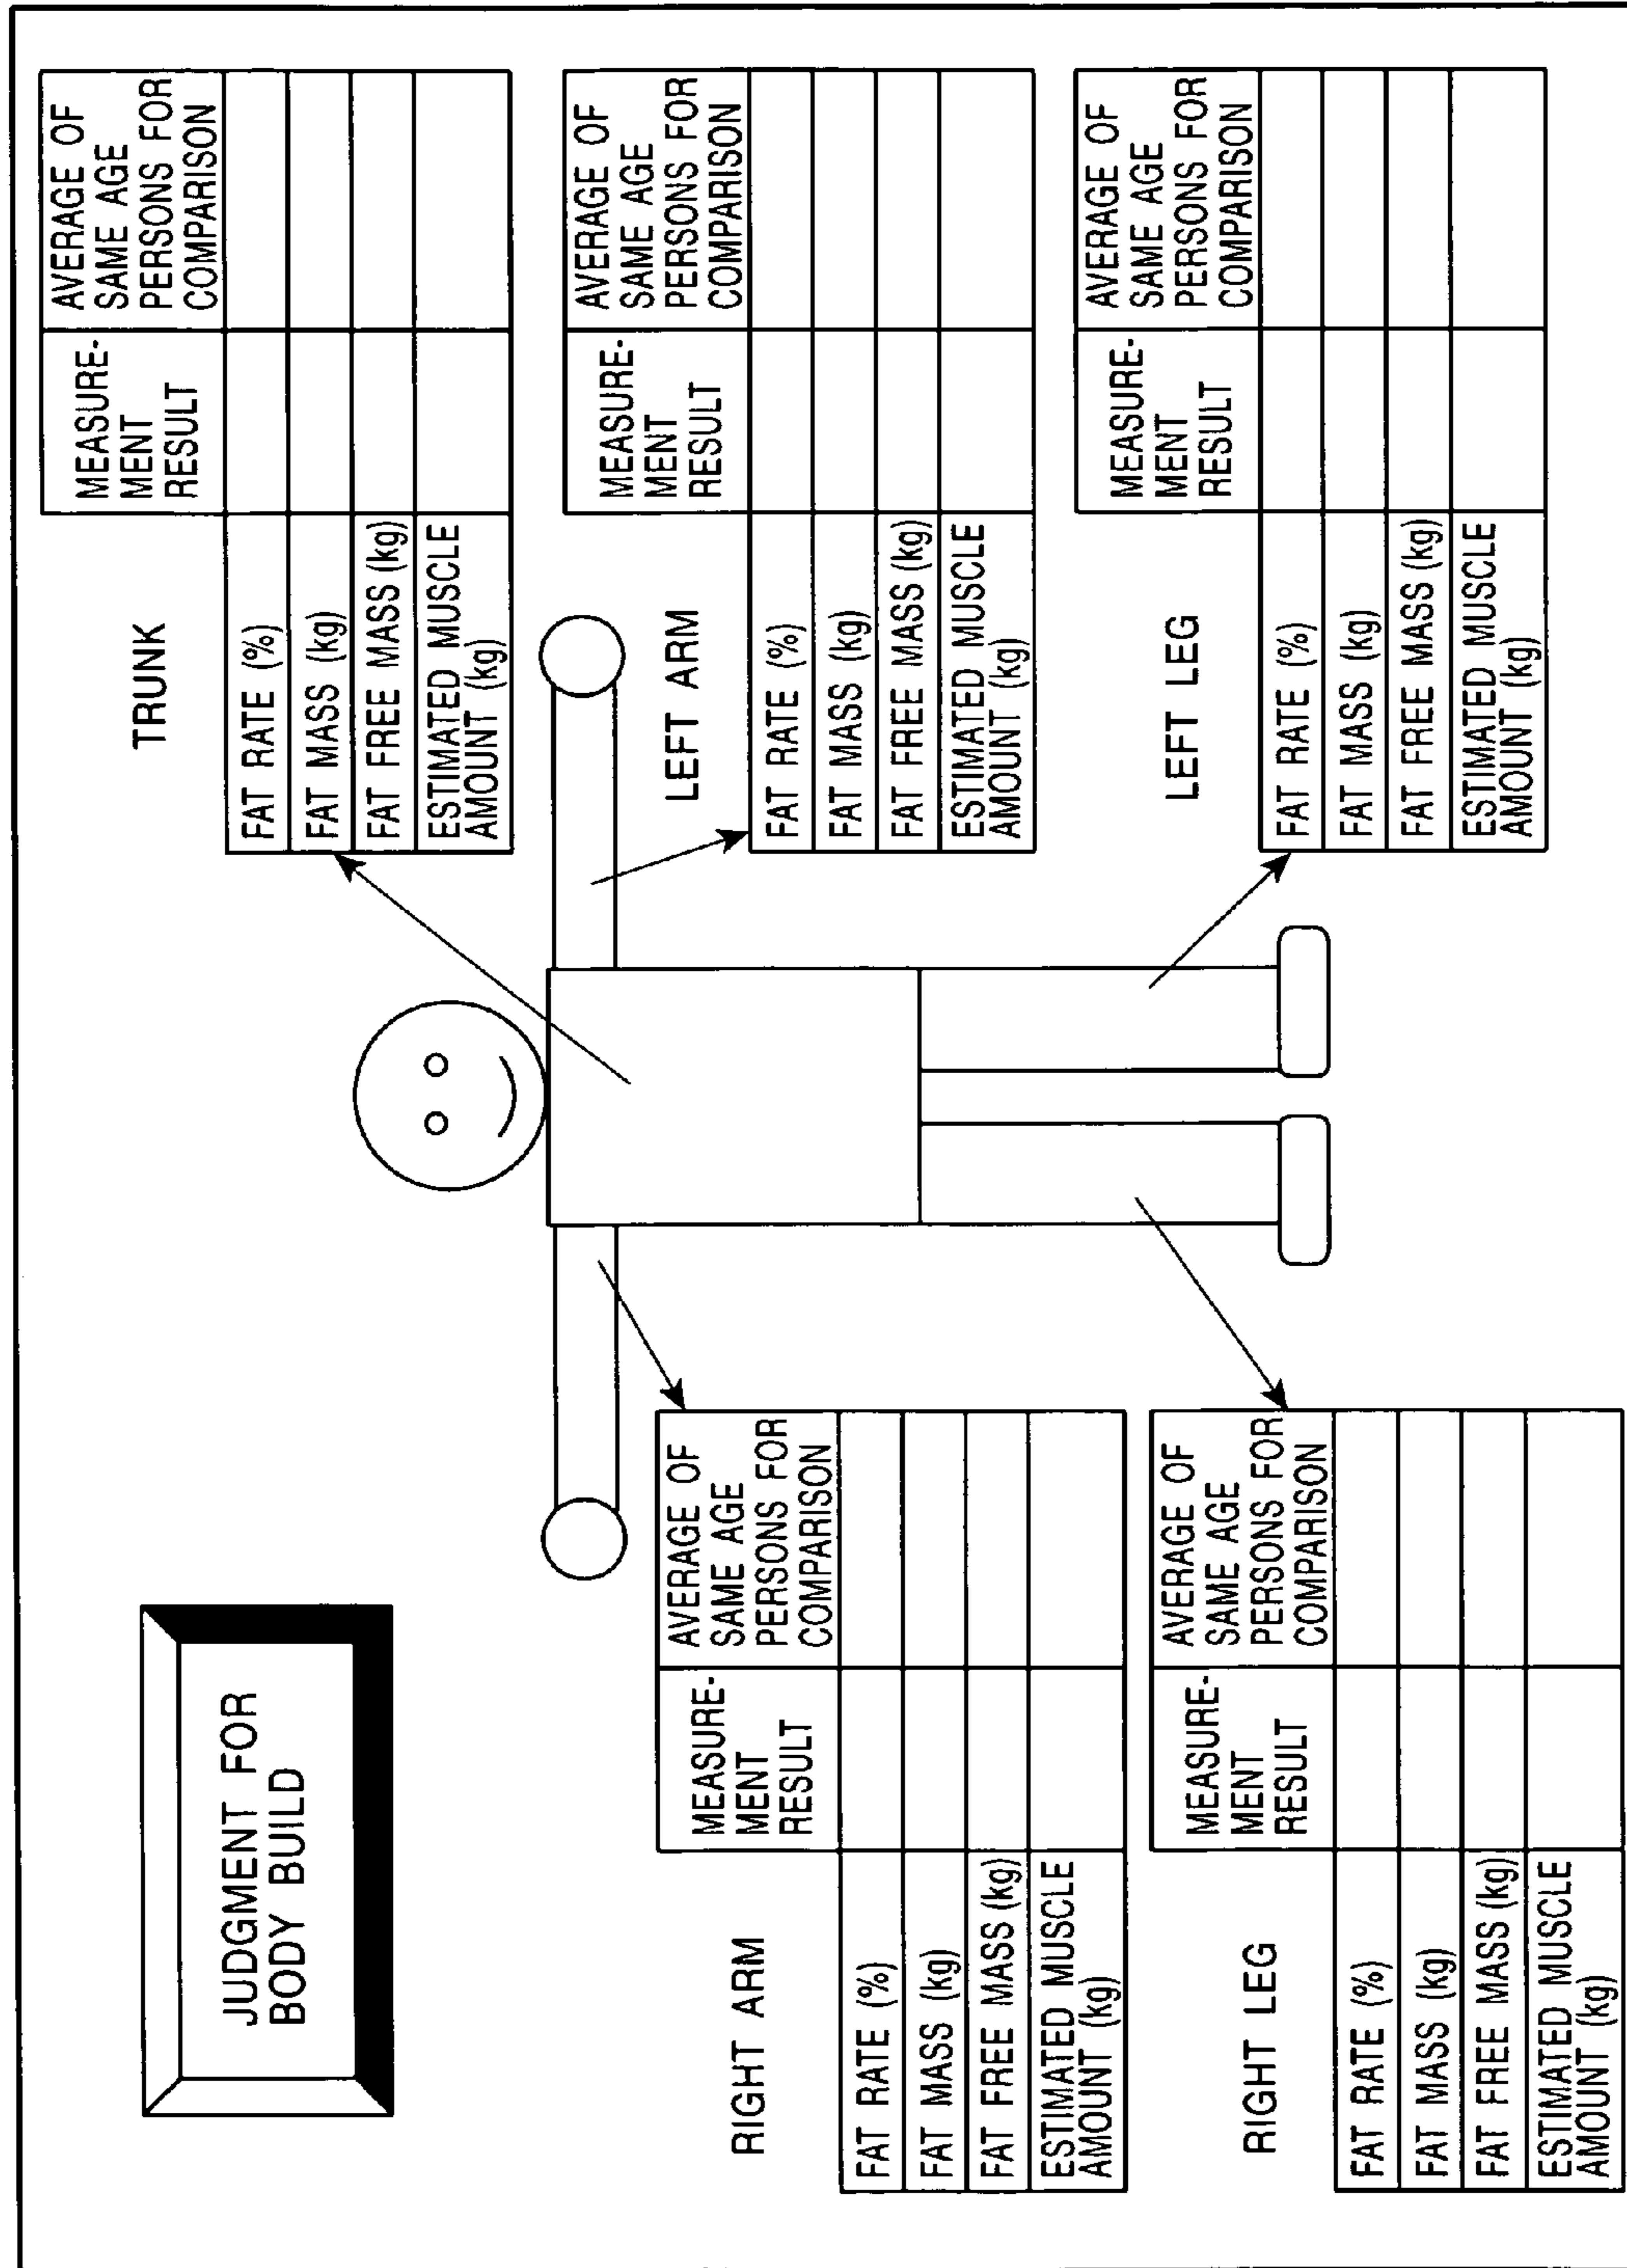 JUDGMENT FOR
BODY BUILD
TRUNK
MEASURE-
MENT
RESULT
AVERAGE OF
SAME AGE
PERSONS FOR
COMPARISON
FAT RATE (%)
FAT MASS (kg)
FAT FREE MASS (kg)
ESTIMATED MUSCLE
AMOUNT (kg)
RIGHT ARM
MEASURE-
MENT
RESULT
AVERAGE OF
SAME AGE
PERSONS FOR
COMPARISON
FAT RATE (%)
FAT MASS (kg)
FAT FREE MASS (kg)
ESTIMATED MUSCLE
AMOUNT (kg)
LEFT ARM
MEASURE-
MENT
RESULT
AVERAGE OF
SAME AGE
PERSONS FOR
COMPARISON
FAT RATE (%)
FAT MASS (kg)
FAT FREE MASS (kg)
ESTIMATED MUSCLE
AMOUNT (kg)
RIGHT LEG
MEASURE-
MENT
RESULT
AVERAGE OF
SAME AGE
PERSONS FOR
COMPARISON
FAT RATE (%)
FAT MASS (kg)
FAT FREE MASS (kg)
ESTIMATED MUSCLE
AMOUNT (kg)
LEFT LEG
MEASURE-
MENT
RESULT
AVERAGE OF
SAME AGE
PERSONS FOR
COMPARISON
FAT RATE (%)
FAT MASS (kg)
FAT FREE MASS (kg)
ESTIMATED MUSCLE
AMOUNT (kg)